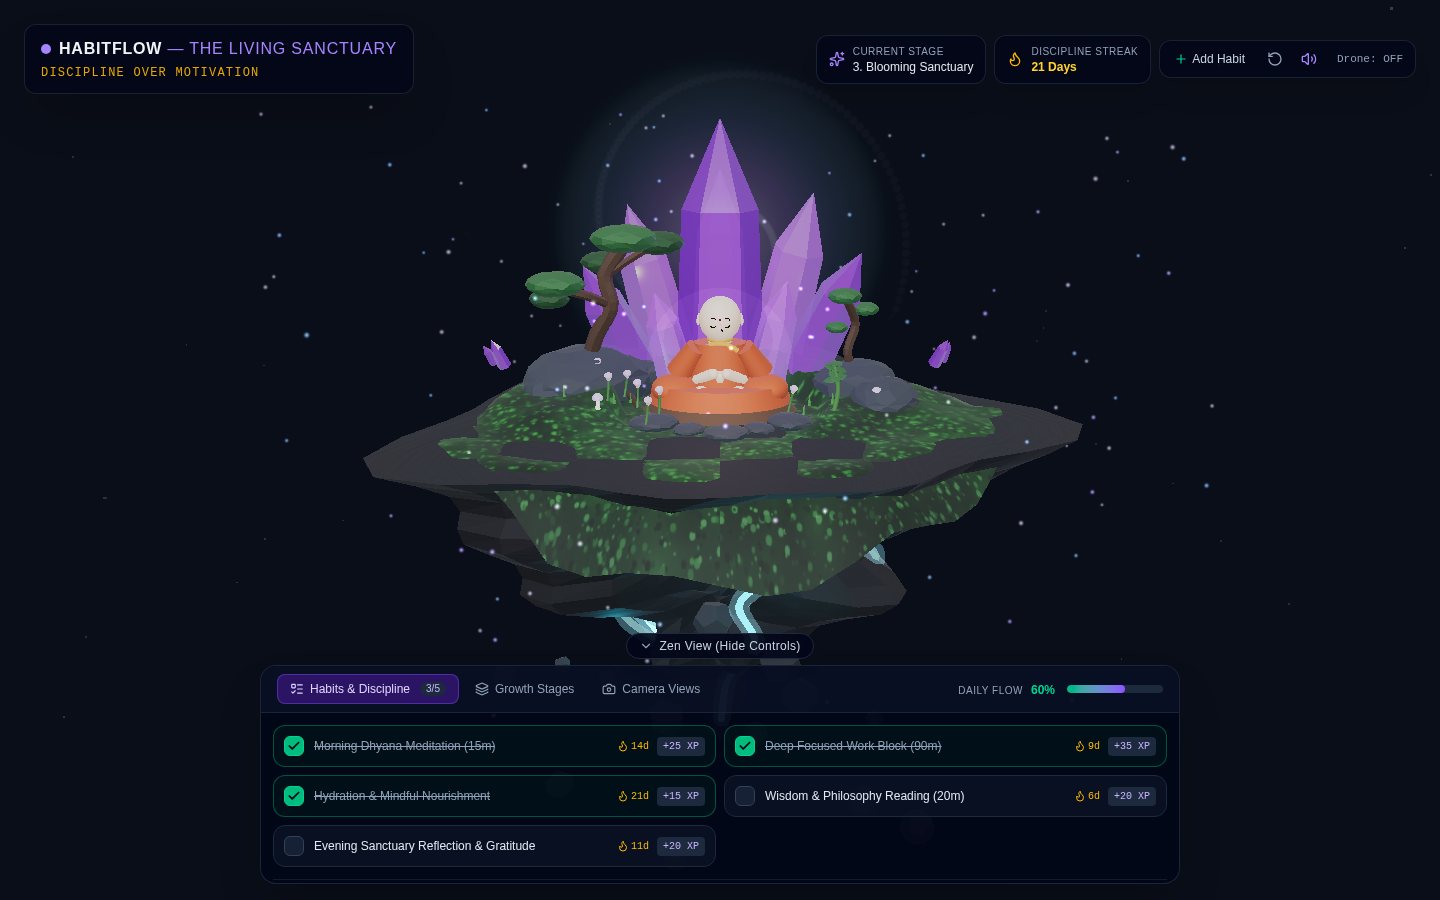 HABITFLOW — THE LIVING SANCTUARY
DISCIPLINE OVER MOTIVATION
CURRENT STAGE
3. Blooming Sanctuary
DISCIPLINE STREAK
21 Days
Add Habit
Drone: OFF
Zen View (Hide Controls)
Habits & Discipline 3/5
Growth Stages
Camera Views
DAILY FLOW 60%
Morning Dhyana Meditation (15m) 14d +25 XP
Deep Focused Work Block (90m) 9d +35 XP
Hydration & Mindful Nourishment 21d +15 XP
Wisdom & Philosophy Reading (20m) 6d +20 XP
Evening Sanctuary Reflection & Gratitude 11d +20 XP